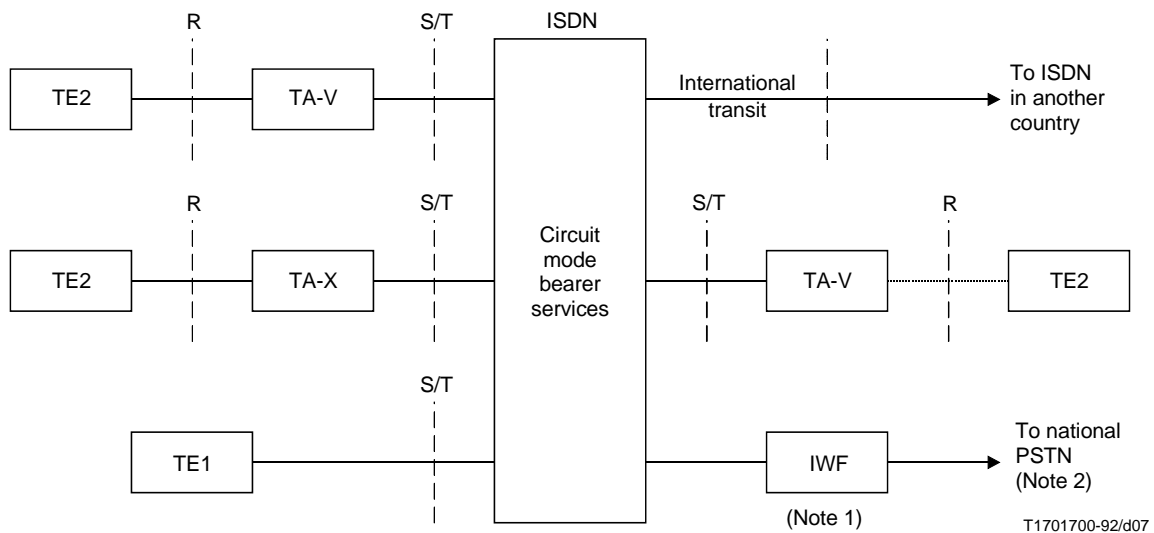 R
S/T
ISDN
TE2
TA-V
International
transit
To ISDN
in another
country
R
S/T
S/T
R
TE2
TA-X
Circuit
mode
bearer
services
TA-V
TE2
S/T
TE1
IWF
To national
PSTN
(Note 2)
(Note 1)
T1701700-92/d07